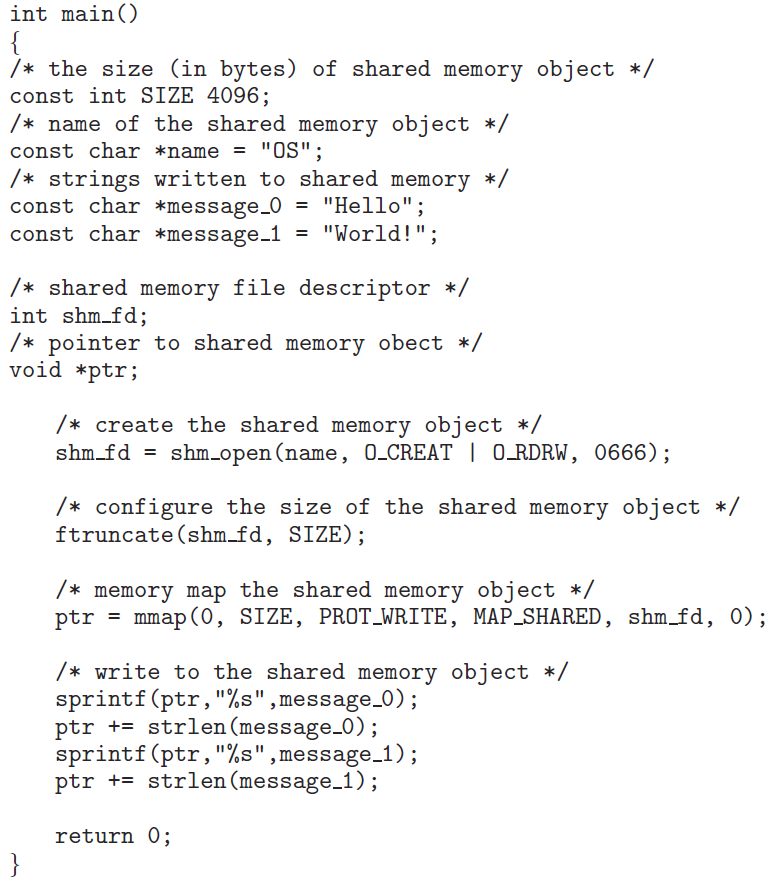 int main()
{
/* the size (in bytes) of shared memory object */
const int SIZE 4096;
/* name of the shared memory object */
const char *name = "OS";
/* strings written to shared memory */
const char *message_0 = "Hello";
const char *message_1 = "World!";
/* shared memory file descriptor */
int shm_fd;
/* pointer to shared memory obect */
void *ptr;
/* create the shared memory object */
shm_fd = shm_open(name, O_CREAT | O_RDRW, 0666);
/* configure the size of the shared memory object */
ftruncate(shm_fd, SIZE);
/* memory map the shared memory object */
ptr = mmap(0, SIZE, PROT_WRITE, MAP_SHARED, shm_fd, 0);
/* write to the shared memory object */
sprintf(ptr,"%s",message_0);
ptr += strlen(message_0);
sprintf(ptr,"%s",message_1);
ptr += strlen(message_1);
return 0;
}